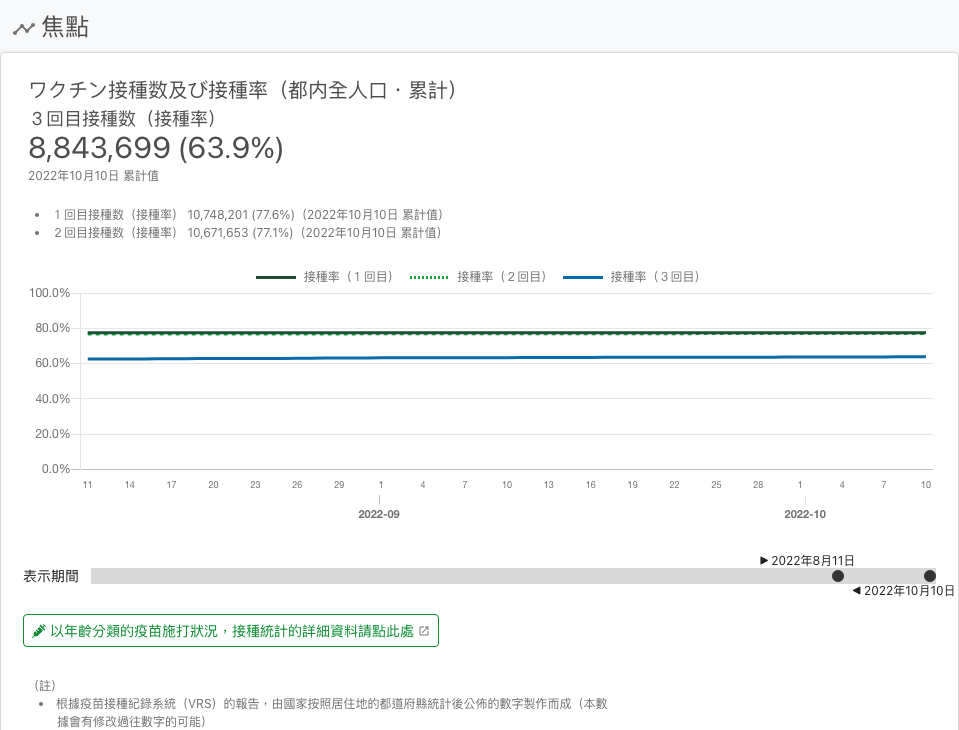 焦點
ワクチン接種数及び接種率（都内全人口・累計）
３回目接種数（接種率）
8,843,699 (63.9%)
2022年10月10日 累計値
• １回目接種数（接種率） 10,748,201 (77.6%)（2022年10月10日 累計値）
• ２回目接種数（接種率） 10,671,653 (77.1%)（2022年10月10日 累計値）
接種率（１回目） 接種率（２回目） 接種率（３回目）
100.0%
80.0%
60.0%
40.0%
20.0%
0.0%
11 14 17 20 23 26 29 1 4 7 10 13 16 19 22 25 28 1 4 7 10
2022-09 2022-10
▶ 2022年8月11日
表示期間
◀ 2022年10月10日
以年齡分類的疫苗施打狀況，接種統計的詳細資料請點此處
（註）
• 根據疫苗接種紀錄系統（VRS）的報告，由國家按照居住地的都道府縣統計後公佈的數字製作而成（本數
據會有修改過往數字的可能）